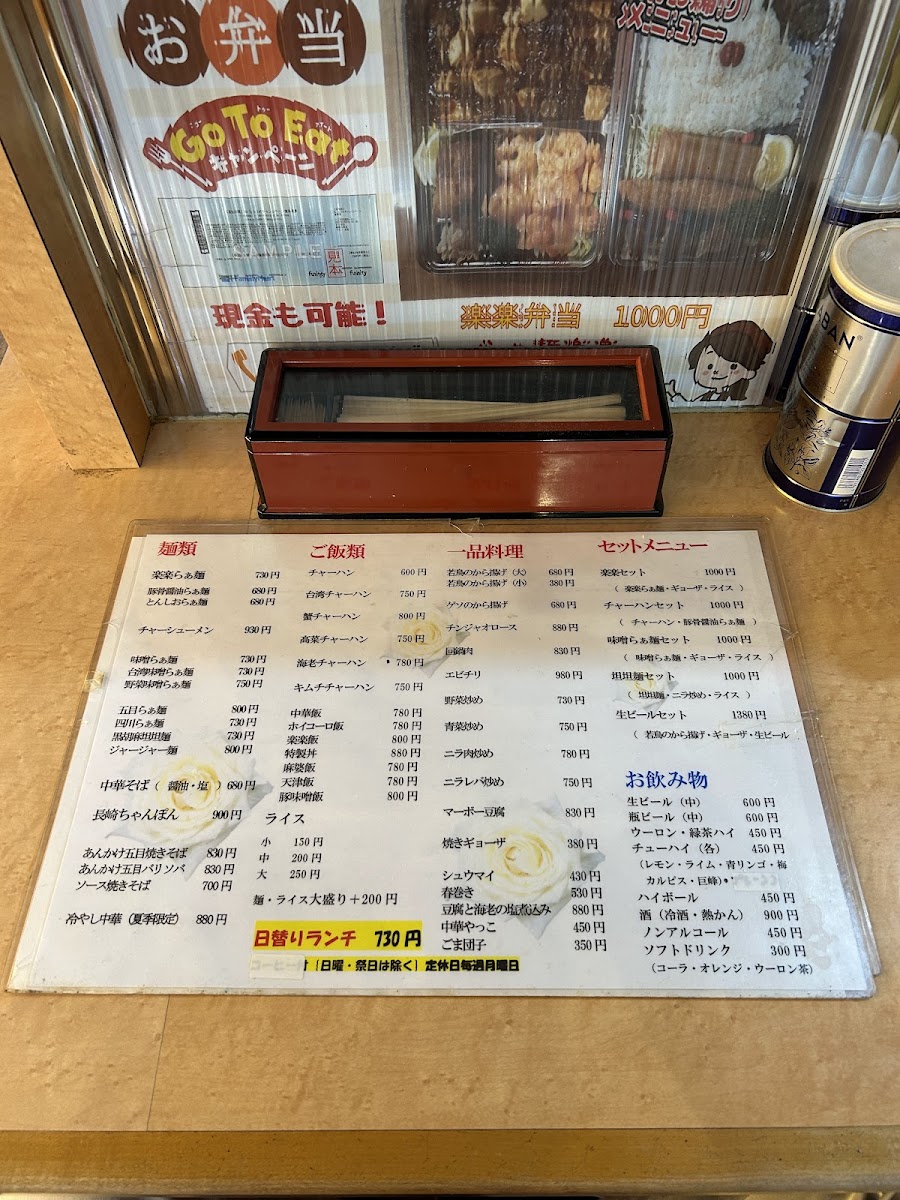 お弁当
メニュー
Go To Eat
キャンペーン
見本
FamilyMart
現金も可能！
楽楽弁当 1000円
麺類
楽楽らぁ麺 730円
豚骨醤油らぁ麺 680円
とんしおらぁ麺 680円
チャーシューメン 930円
味噌らぁ麺 730円
台湾味噌らぁ麺 730円
野菜味噌らぁ麺 750円
五目らぁ麺 800円
四川らぁ麺 730円
黒胡麻坦坦麺 730円
ジャージャー麺 800円
中華そば（醤油・塩）680円
長崎ちゃんぽん 900円
あんかけ五目焼きそば 830円
あんかけ五目バリソバ 830円
ソース焼きそば 700円
冷やし中華（夏季限定） 880円
ご飯類
チャーハン 600円
台湾チャーハン 750円
蟹チャーハン 800円
高菜チャーハン 750円
海老チャーハン 780円
キムチチャーハン 750円
中華飯 780円
ホイコーロ飯 780円
楽楽飯 800円
特製丼 880円
麻婆飯 780円
天津飯 780円
豚味噌飯 800円
ライス
小 150円
中 200円
大 250円
麺・ライス大盛り＋200円
日替りランチ 730円
コーヒー付（日曜・祭日は除く）定休日毎週月曜日
一品料理
若鳥のから揚げ（大） 680円
若鳥のから揚げ（小） 380円
ゲソのから揚げ 680円
チンジャオロース 880円
回鍋肉 830円
エビチリ 980円
野菜炒め 730円
青菜炒め 750円
ニラ肉炒め 780円
ニラレバ炒め 750円
マーボー豆腐 830円
焼きギョーザ 380円
シュウマイ 430円
春巻き 530円
豆腐と海老の塩煮込み 880円
中華やっこ 450円
ごま団子 350円
セットメニュー
楽楽セット 1000円
（ 楽楽らぁ麺・ギョーザ・ライス ）
チャーハンセット 1000円
（ チャーハン・豚骨醤油らぁ麺 ）
味噌らぁ麺セット 1000円
（ 味噌らぁ麺・ギョーザ・ライス ）
坦坦麺セット 1000円
（ 坦坦麺・ニラ炒め・ライス ）
生ビールセット 1380円
（ 若鳥のから揚げ・ギョーザ・生ビール
お飲み物
生ビール（中） 600円
瓶ビール（中） 600円
ウーロン・緑茶ハイ 450円
チューハイ（各） 450円
（レモン・ライム・青リンゴ・梅
カルピス・巨峰）
ハイボール 450円
酒（冷酒・熱かん） 900円
ノンアルコール 450円
ソフトドリンク 300円
（コーラ・オレンジ・ウーロン茶）